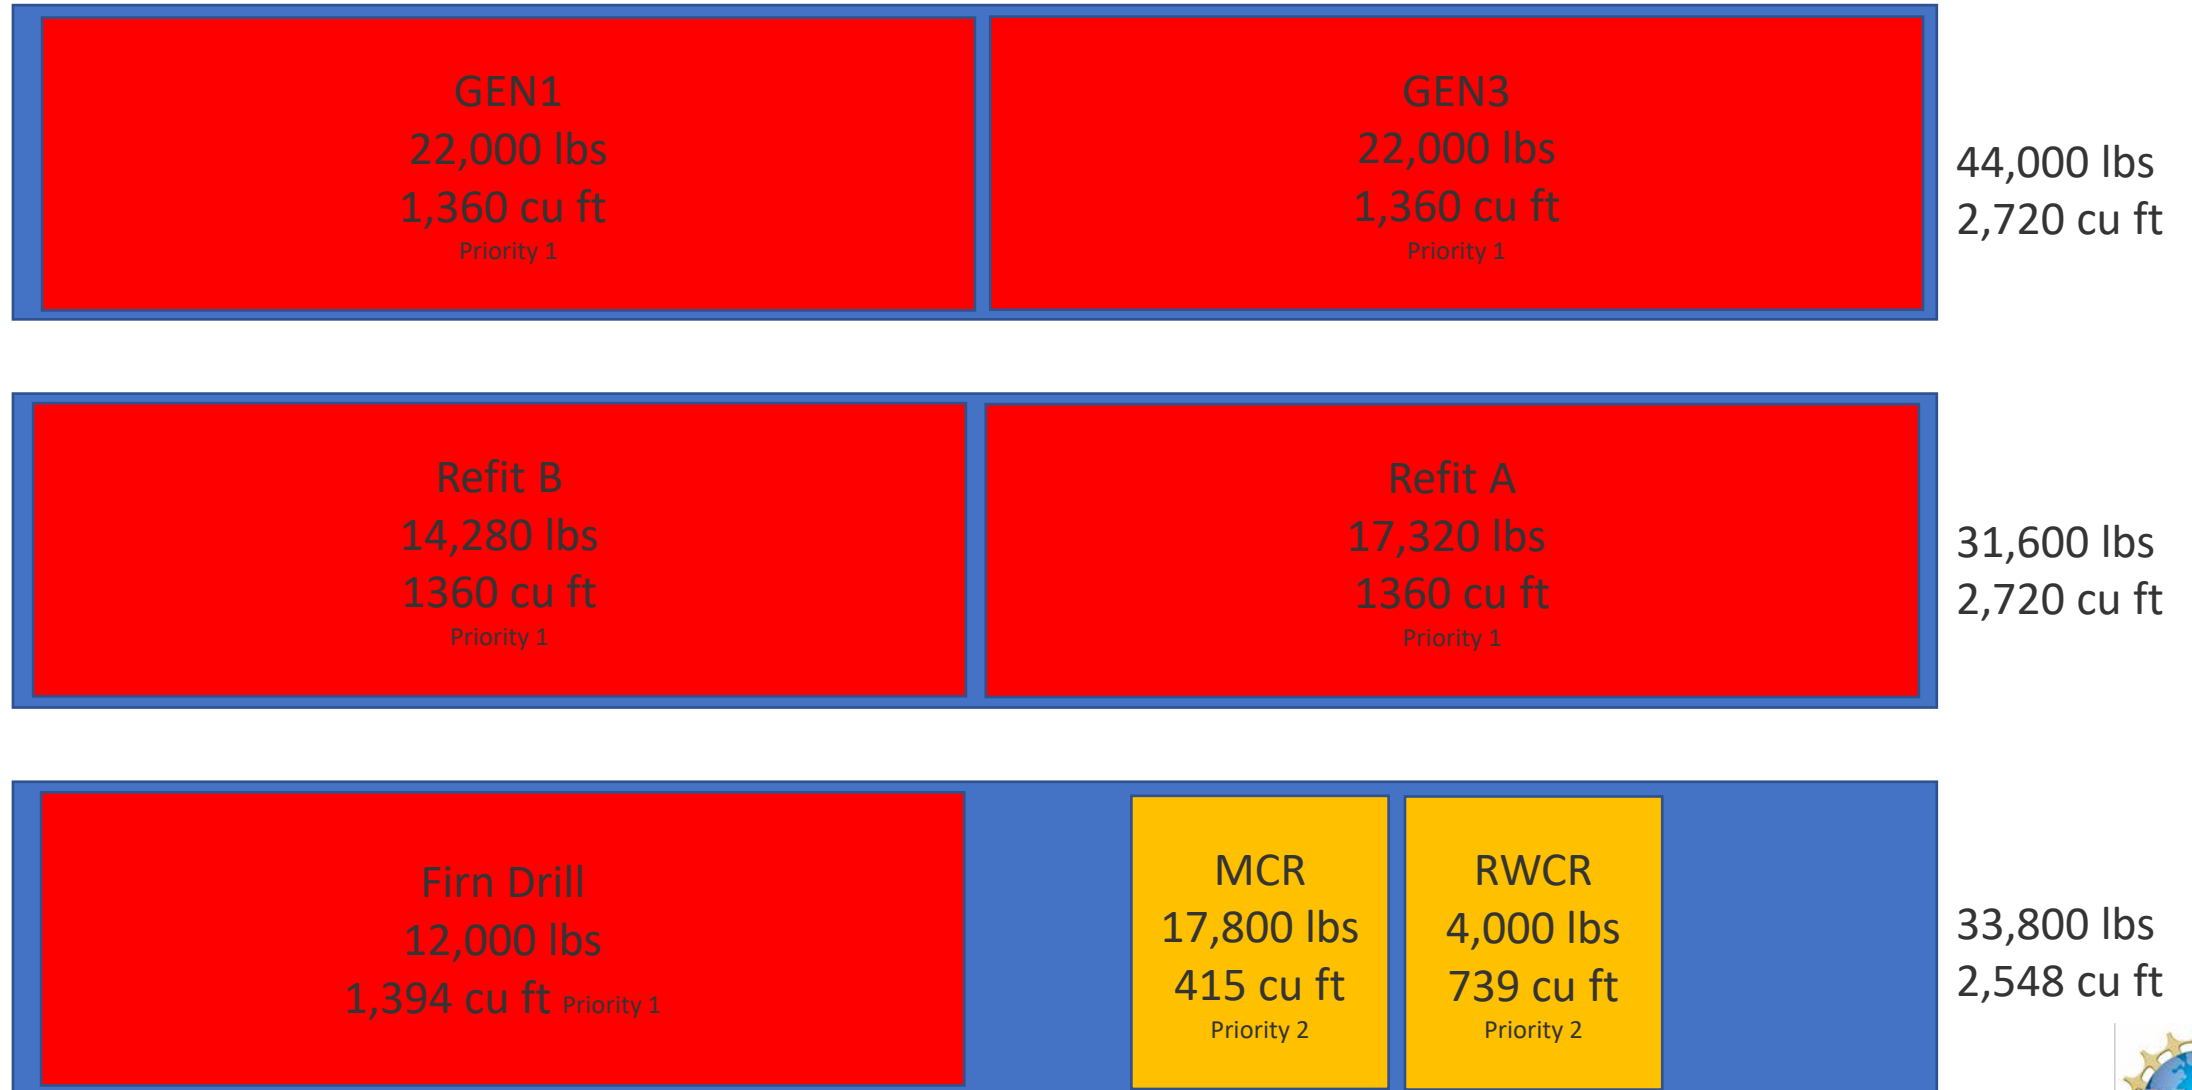 GEN1
22,000 lbs
1,360 cu ft
Priority 1
GEN3
22,000 lbs
1,360 cu ft
Priority 1
44,000 lbs
2,720 cu ft
Refit B
14,280 lbs
1360 cu ft
Priority 1
Refit A
17,320 lbs
1360 cu ft
Priority 1
31,600 lbs
2,720 cu ft
Firn Drill
12,000 lbs
1,394 cu ft Priority 1
MCR
17,800 lbs
415 cu ft
Priority 2
RWCR
4,000 lbs
739 cu ft
Priority 2
33,800 lbs
2,548 cu ft